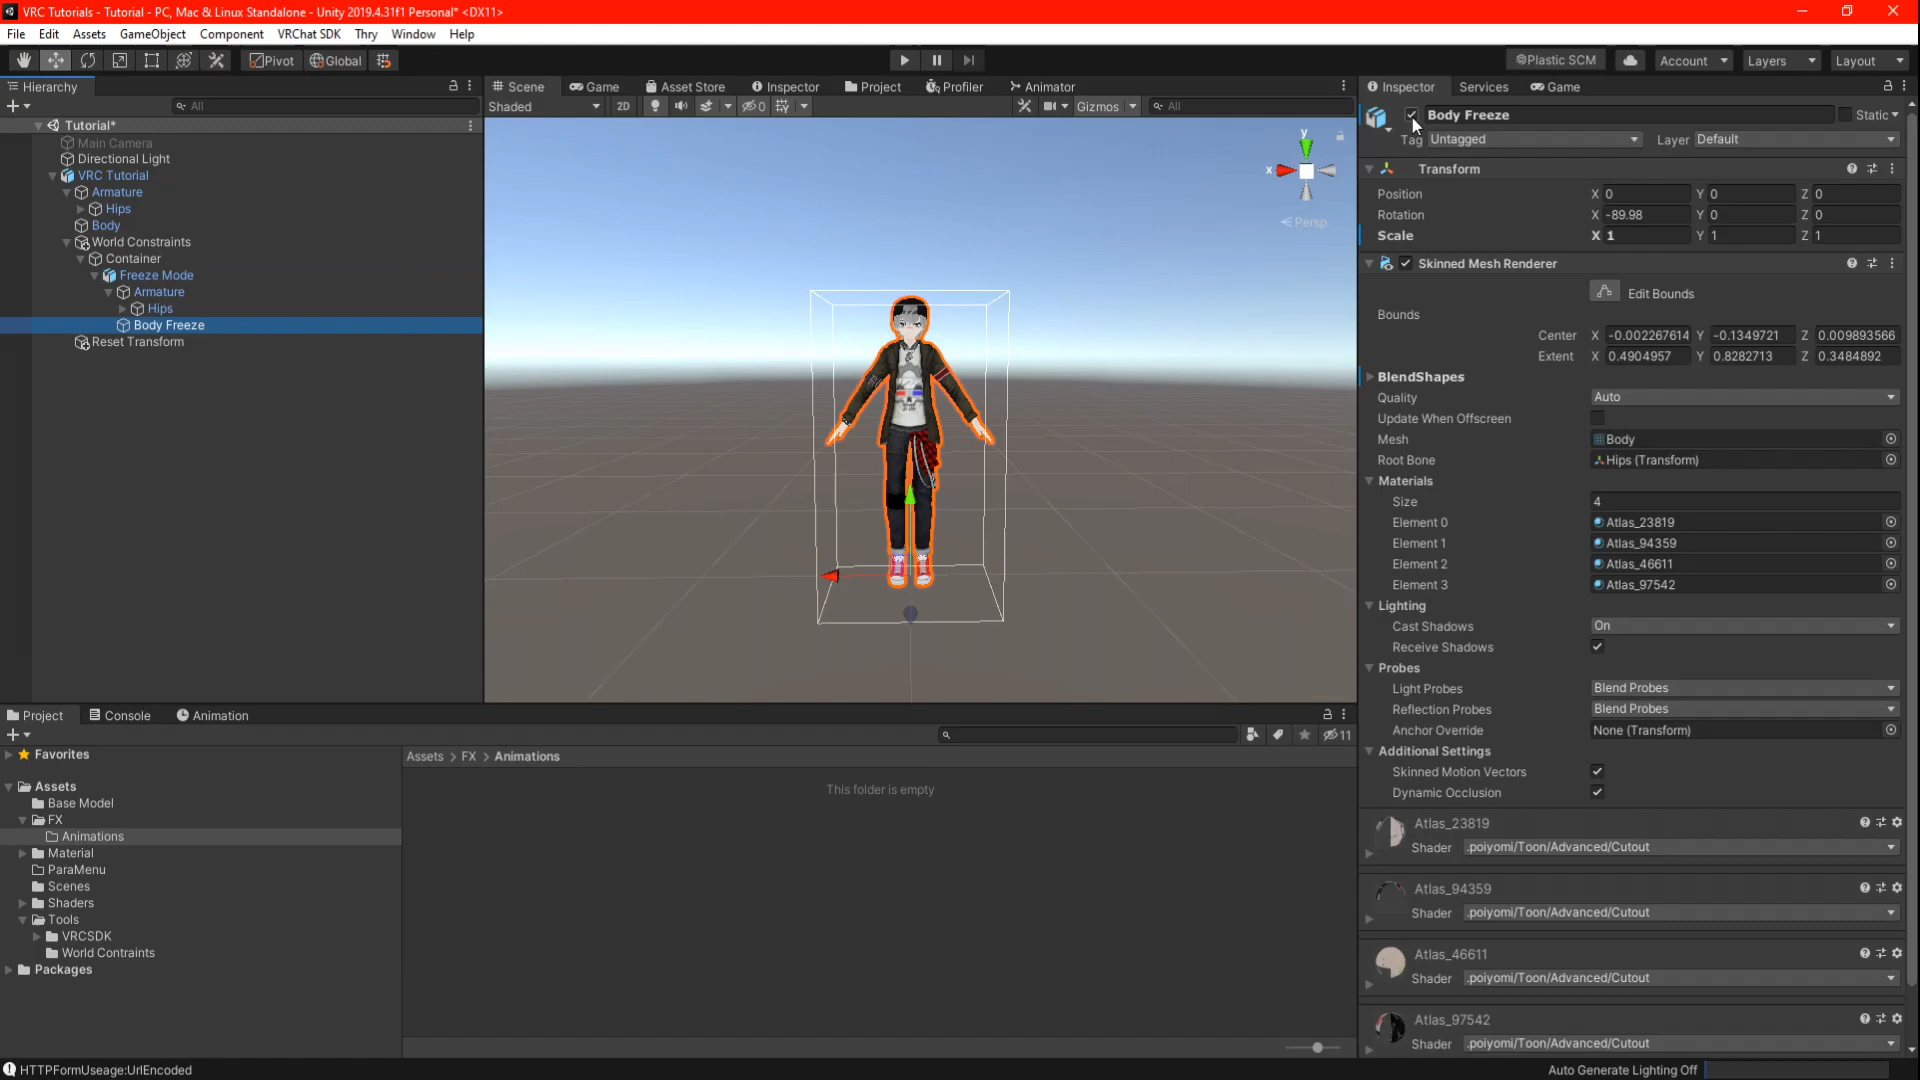 VRC Tutorials - Tutorial - PC, Mac & Linux Standalone - Unity 2019.4.31f1 Personal* <DX11>
File Edit Assets GameObject Component VRChat SDK Thry Window Help
Pivot Global Plastic SCM Account Layers Layout
Hierarchy
All
Tutorial*
Main Camera
Directional Light
VRC Tutorial
Armature
Hips
Body
World Constraints
Container
Freeze Mode
Armature
Hips
Body Freeze
Reset Transform
Scene Game Asset Store Inspector Project Profiler Animator
Shaded 2D 0 Gizmos All
y
x
Persp
Inspector Services Game
Body Freeze Static
Tag Untagged Layer Default
Transform
Position X 0 Y 0 Z 0
Rotation X -89.98 Y 0 Z 0
Scale X 1 Y 1 Z 1
Skinned Mesh Renderer
Edit Bounds
Bounds
Center X -0.002267614 Y -0.1349721 Z 0.009893566
Extent X 0.4904957 Y 0.8282713 Z 0.3484892
BlendShapes
Quality Auto
Update When Offscreen
Mesh Body
Root Bone Hips (Transform)
Materials
Size 4
Element 0 Atlas_23819
Element 1 Atlas_94359
Element 2 Atlas_46611
Element 3 Atlas_97542
Lighting
Cast Shadows On
Receive Shadows
Probes
Light Probes Blend Probes
Reflection Probes Blend Probes
Anchor Override None (Transform)
Additional Settings
Skinned Motion Vectors
Dynamic Occlusion
Atlas_23819
Shader .poiyomi/Toon/Advanced/Cutout
Atlas_94359
Shader .poiyomi/Toon/Advanced/Cutout
Atlas_46611
Shader .poiyomi/Toon/Advanced/Cutout
Atlas_97542
Shader .poiyomi/Toon/Advanced/Cutout
Project Console Animation
11
Favorites
Assets
Base Model
FX
Animations
Material
ParaMenu
Scenes
Shaders
Tools
VRCSDK
World Contraints
Packages
Assets > FX > Animations
This folder is empty
HTTPFormUseage:UrlEncoded
Auto Generate Lighting Off